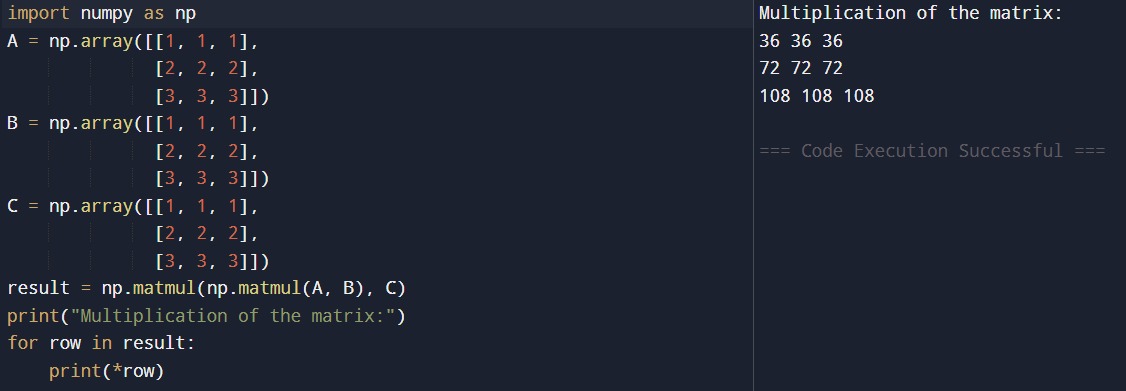 import numpy as np
A = np.array([[1, 1, 1],
              [2, 2, 2],
              [3, 3, 3]])
B = np.array([[1, 1, 1],
              [2, 2, 2],
              [3, 3, 3]])
C = np.array([[1, 1, 1],
              [2, 2, 2],
              [3, 3, 3]])
result = np.matmul(np.matmul(A, B), C)
print("Multiplication of the matrix:")
for row in result:
    print(*row)
Multiplication of the matrix:
36 36 36
72 72 72
108 108 108
=== Code Execution Successful ===